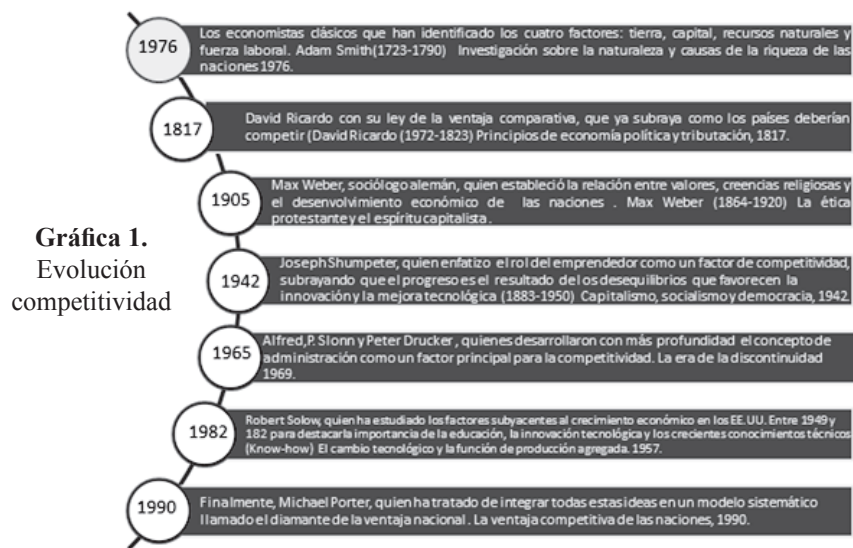 1976
Los economistas clásicos que han identificado los cuatro factores: tierra, capital, recursos naturales y
fuerza laboral. Adam Smith(1723-1790) Investigación sobre la naturaleza y causas de la riqueza de las
naciones 1976.
1817
David Ricardo con su ley de la ventaja comparativa, que ya subraya como los países deberían
competir (David Ricardo (1972-1823) Principios de economía política y tributación, 1817.
1905
Max Weber, sociólogo alemán, quien estableció la relación entre valores, creencias religiosas y
el desenvolvimiento económico de las naciones . Max Weber (1864-1920) La ética
protestante y el espíritu capitalista .
Gráfica 1.
Evolución
competitividad
1942
Joseph Shumpeter, quien enfatizo el rol del emprendedor como un factor de competitividad,
subrayando que el progreso es el resultado del os desequilibrios que favorecen la
innovación y la mejora tecnológica (1883-1950) Capitalismo, socialismo y democracia, 1942.
1965
Alfred,P. Slonn y Peter Drucker , quienes desarrollaron con más profundidad el concepto de
administración como un factor principal para la competitividad. La era de la discontinuidad
1969.
1982
Robert Solow, quien ha estudiado los factores subyacentes al crecimiento económico en los EE.UU. Entre 1949 y
182 para destacarla importancia de la educación, la innovación tecnológica y los crecientes conocimientos técnicos
(Know-how) El cambio tecnológico y la función de producción agregada. 1957.
1990
Finalmente, Michael Porter, quien ha tratado de integrar todas estas ideas en un modelo sistemático
llamado el diamante de la ventaja nacional . La ventaja competitiva de las naciones, 1990.